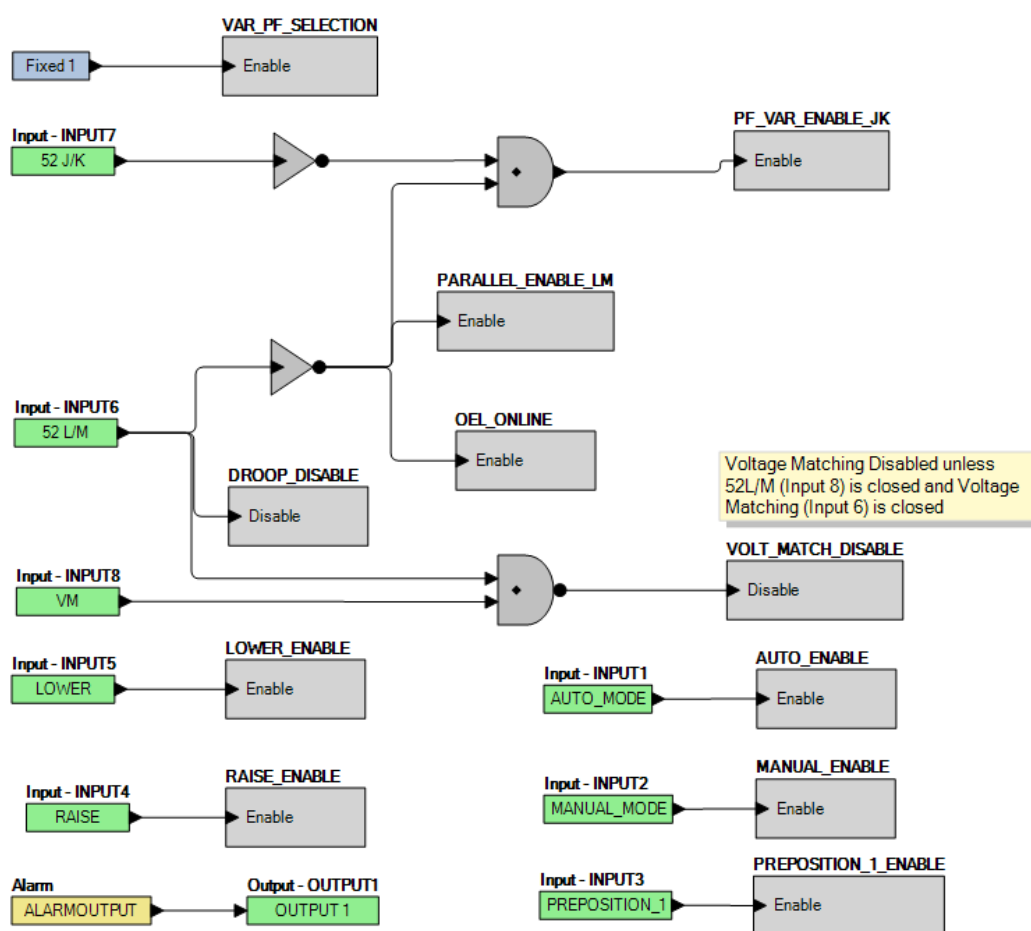 VAR_PF_SELECTION
Fixed 1
Enable
Input - INPUT7
52 J/K
PF_VAR_ENABLE_JK
Enable
PARALLEL_ENABLE_LM
Enable
Input - INPUT6
52 L/M
OEL_ONLINE
Enable
DROOP_DISABLE
Disable
Voltage Matching Disabled unless
52L/M (Input 8) is closed and Voltage
Matching (Input 6) is closed
VOLT_MATCH_DISABLE
Disable
Input - INPUT8
VM
Input - INPUT5
LOWER
LOWER_ENABLE
Enable
Input - INPUT1
AUTO_MODE
AUTO_ENABLE
Enable
Input - INPUT4
RAISE
RAISE_ENABLE
Enable
Input - INPUT2
MANUAL_MODE
MANUAL_ENABLE
Enable
Alarm
ALARMOUTPUT
Output - OUTPUT1
OUTPUT 1
Input - INPUT3
PREPOSITION_1
PREPOSITION_1_ENABLE
Enable